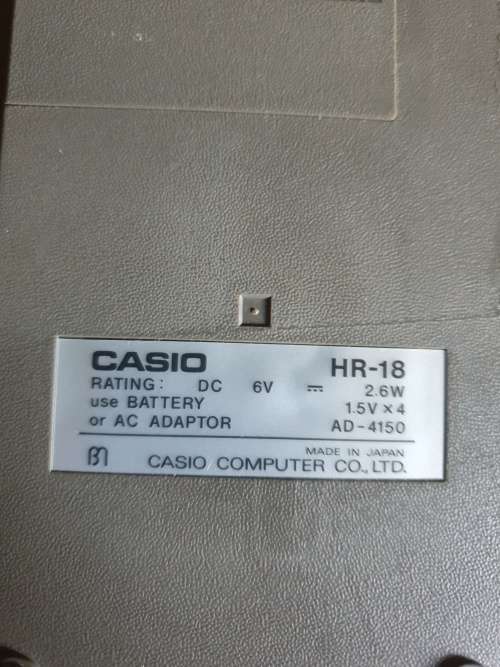 CASIO HR-18
RATING: DC 6V ⎓ 2.6W
use BATTERY 1.5V × 4
or AC ADAPTOR AD-4150
MADE IN JAPAN
CASIO COMPUTER CO., LTD.